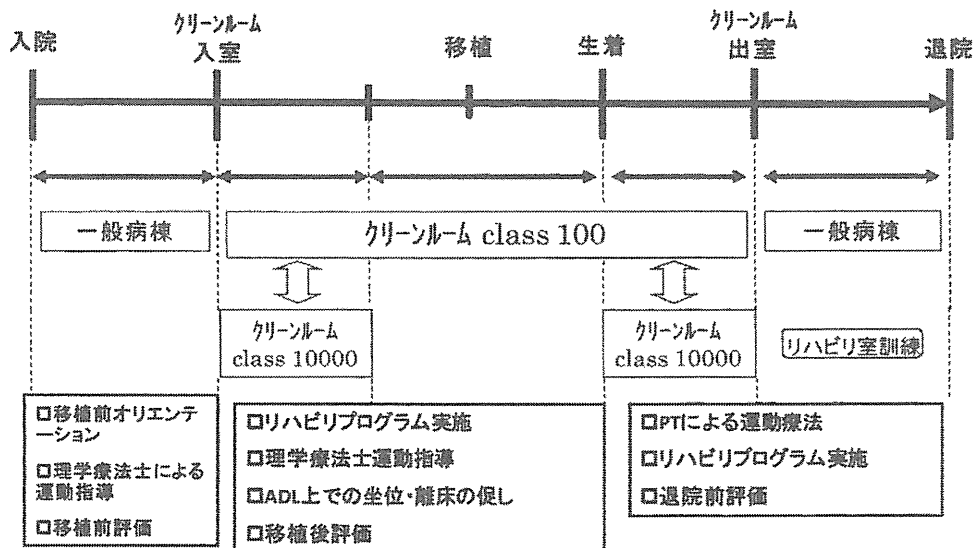 入院
クリーンルーム
入室
移植
生着
クリーンルーム
出室
退院
一般病棟
クリーンルーム class 100
一般病棟
クリーンルーム
class 10000
クリーンルーム
class 10000
リハビリ室訓練
□移植前オリエンテ
ーション
□理学療法士による
運動指導
□移植前評価
□リハビリプログラム実施
□理学療法士運動指導
□ADL上での坐位・離床の促し
□移植後評価
□PTによる運動療法
□リハビリプログラム実施
□退院前評価